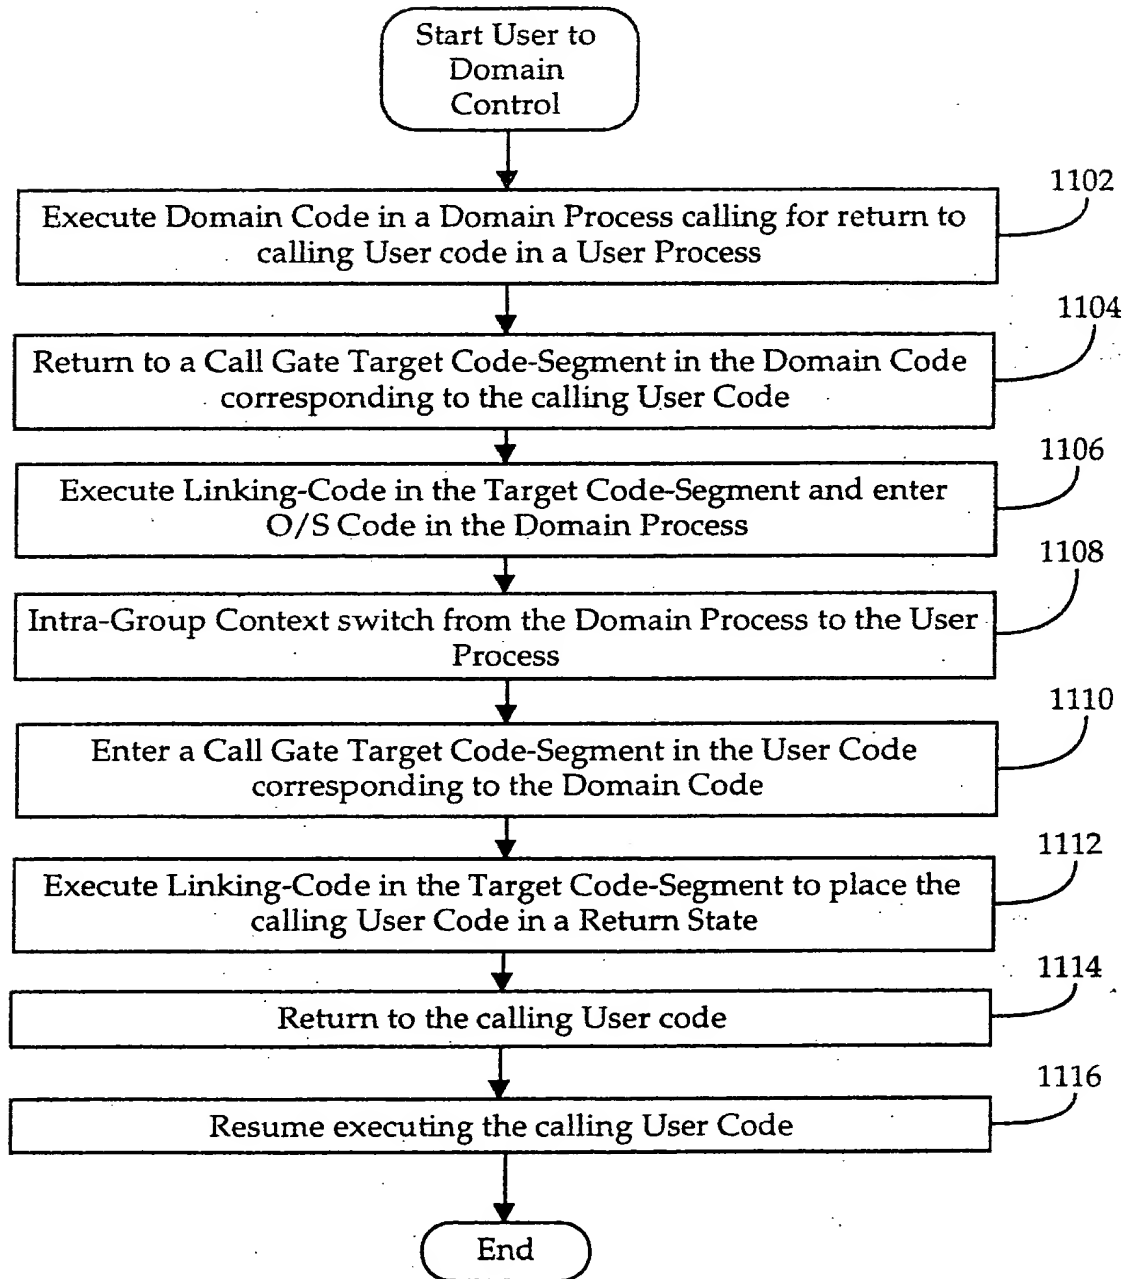 Start User to
Domain
Control
1102
Execute Domain Code in a Domain Process calling for return to
calling User code in a User Process
1104
Return to a Call Gate Target Code-Segment in the Domain Code
corresponding to the calling User Code
1106
Execute Linking-Code in the Target Code-Segment and enter
O/S Code in the Domain Process
1108
Intra-Group Context switch from the Domain Process to the User
Process
1110
Enter a Call Gate Target Code-Segment in the User Code
corresponding to the Domain Code
1112
Execute Linking-Code in the Target Code-Segment to place the
calling User Code in a Return State
1114
Return to the calling User code
1116
Resume executing the calling User Code
End